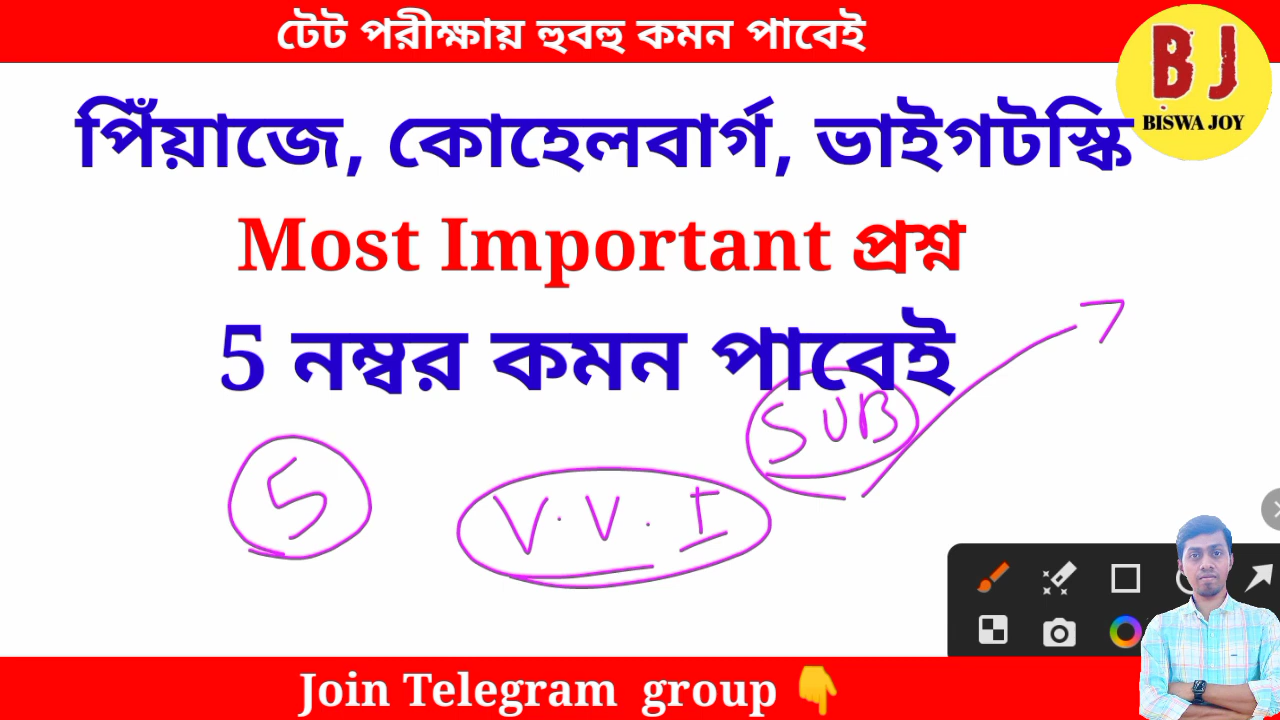 টেট পরীক্ষায় হুবহু কমন পাবেই
BJ
BISWA JOY
পিঁয়াজে, কোহেলবার্গ, ভাইগটস্কি
Most Important প্রশ্ন
5 নম্বর কমন পাবেই
SUB
5
V.V.I
Join Telegram group 👇